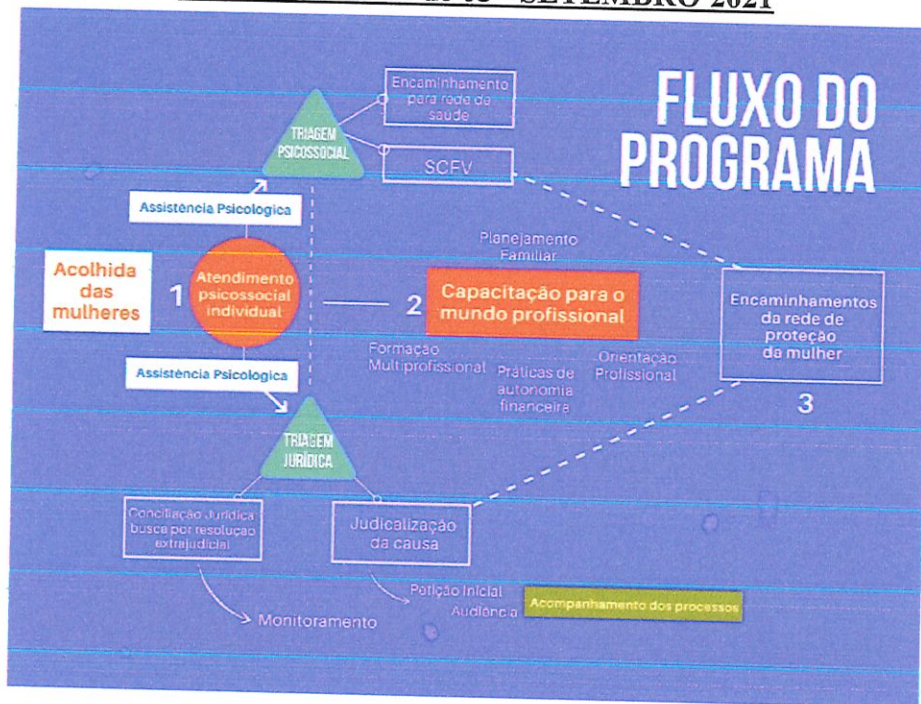 SETEMBRO 2021
FLUXO DO
PROGRAMA
Encaminhamento
para rede de
saúde
TRIAGEM
PSICOSSOCIAL
SCFV
Assistência Psicologica
Planejamento
Familiar
Acolhida
das
mulheres
1
Atendimento
psicossocial
individual
2
Capacitação para o
mundo profissional
Encaminhamentos
da rede de
proteção
da mulher
3
Assistência Psicologica
Formação
Multiprofissional
Práticas de
autonomia
financeira
Orientação
Profissional
TRIAGEM
JURÍDICA
Conciliação Jurídica:
busca por resolução
extrajudicial
Judicialização
da causa
Monitoramento
Petição Inicial
Audiência
Acompanhamento dos processos